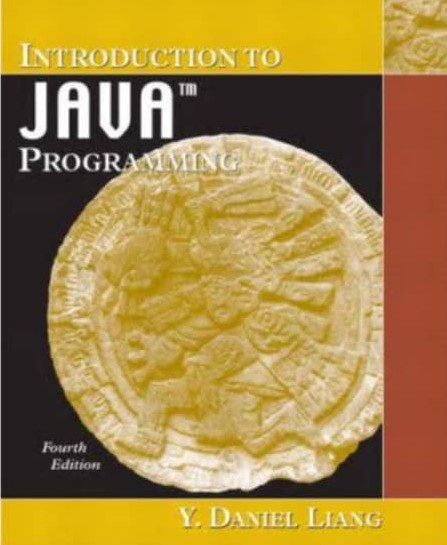 INTRODUCTION TO
JAVA™
PROGRAMMING
Fourth
Edition
Y. DANIEL LIANG